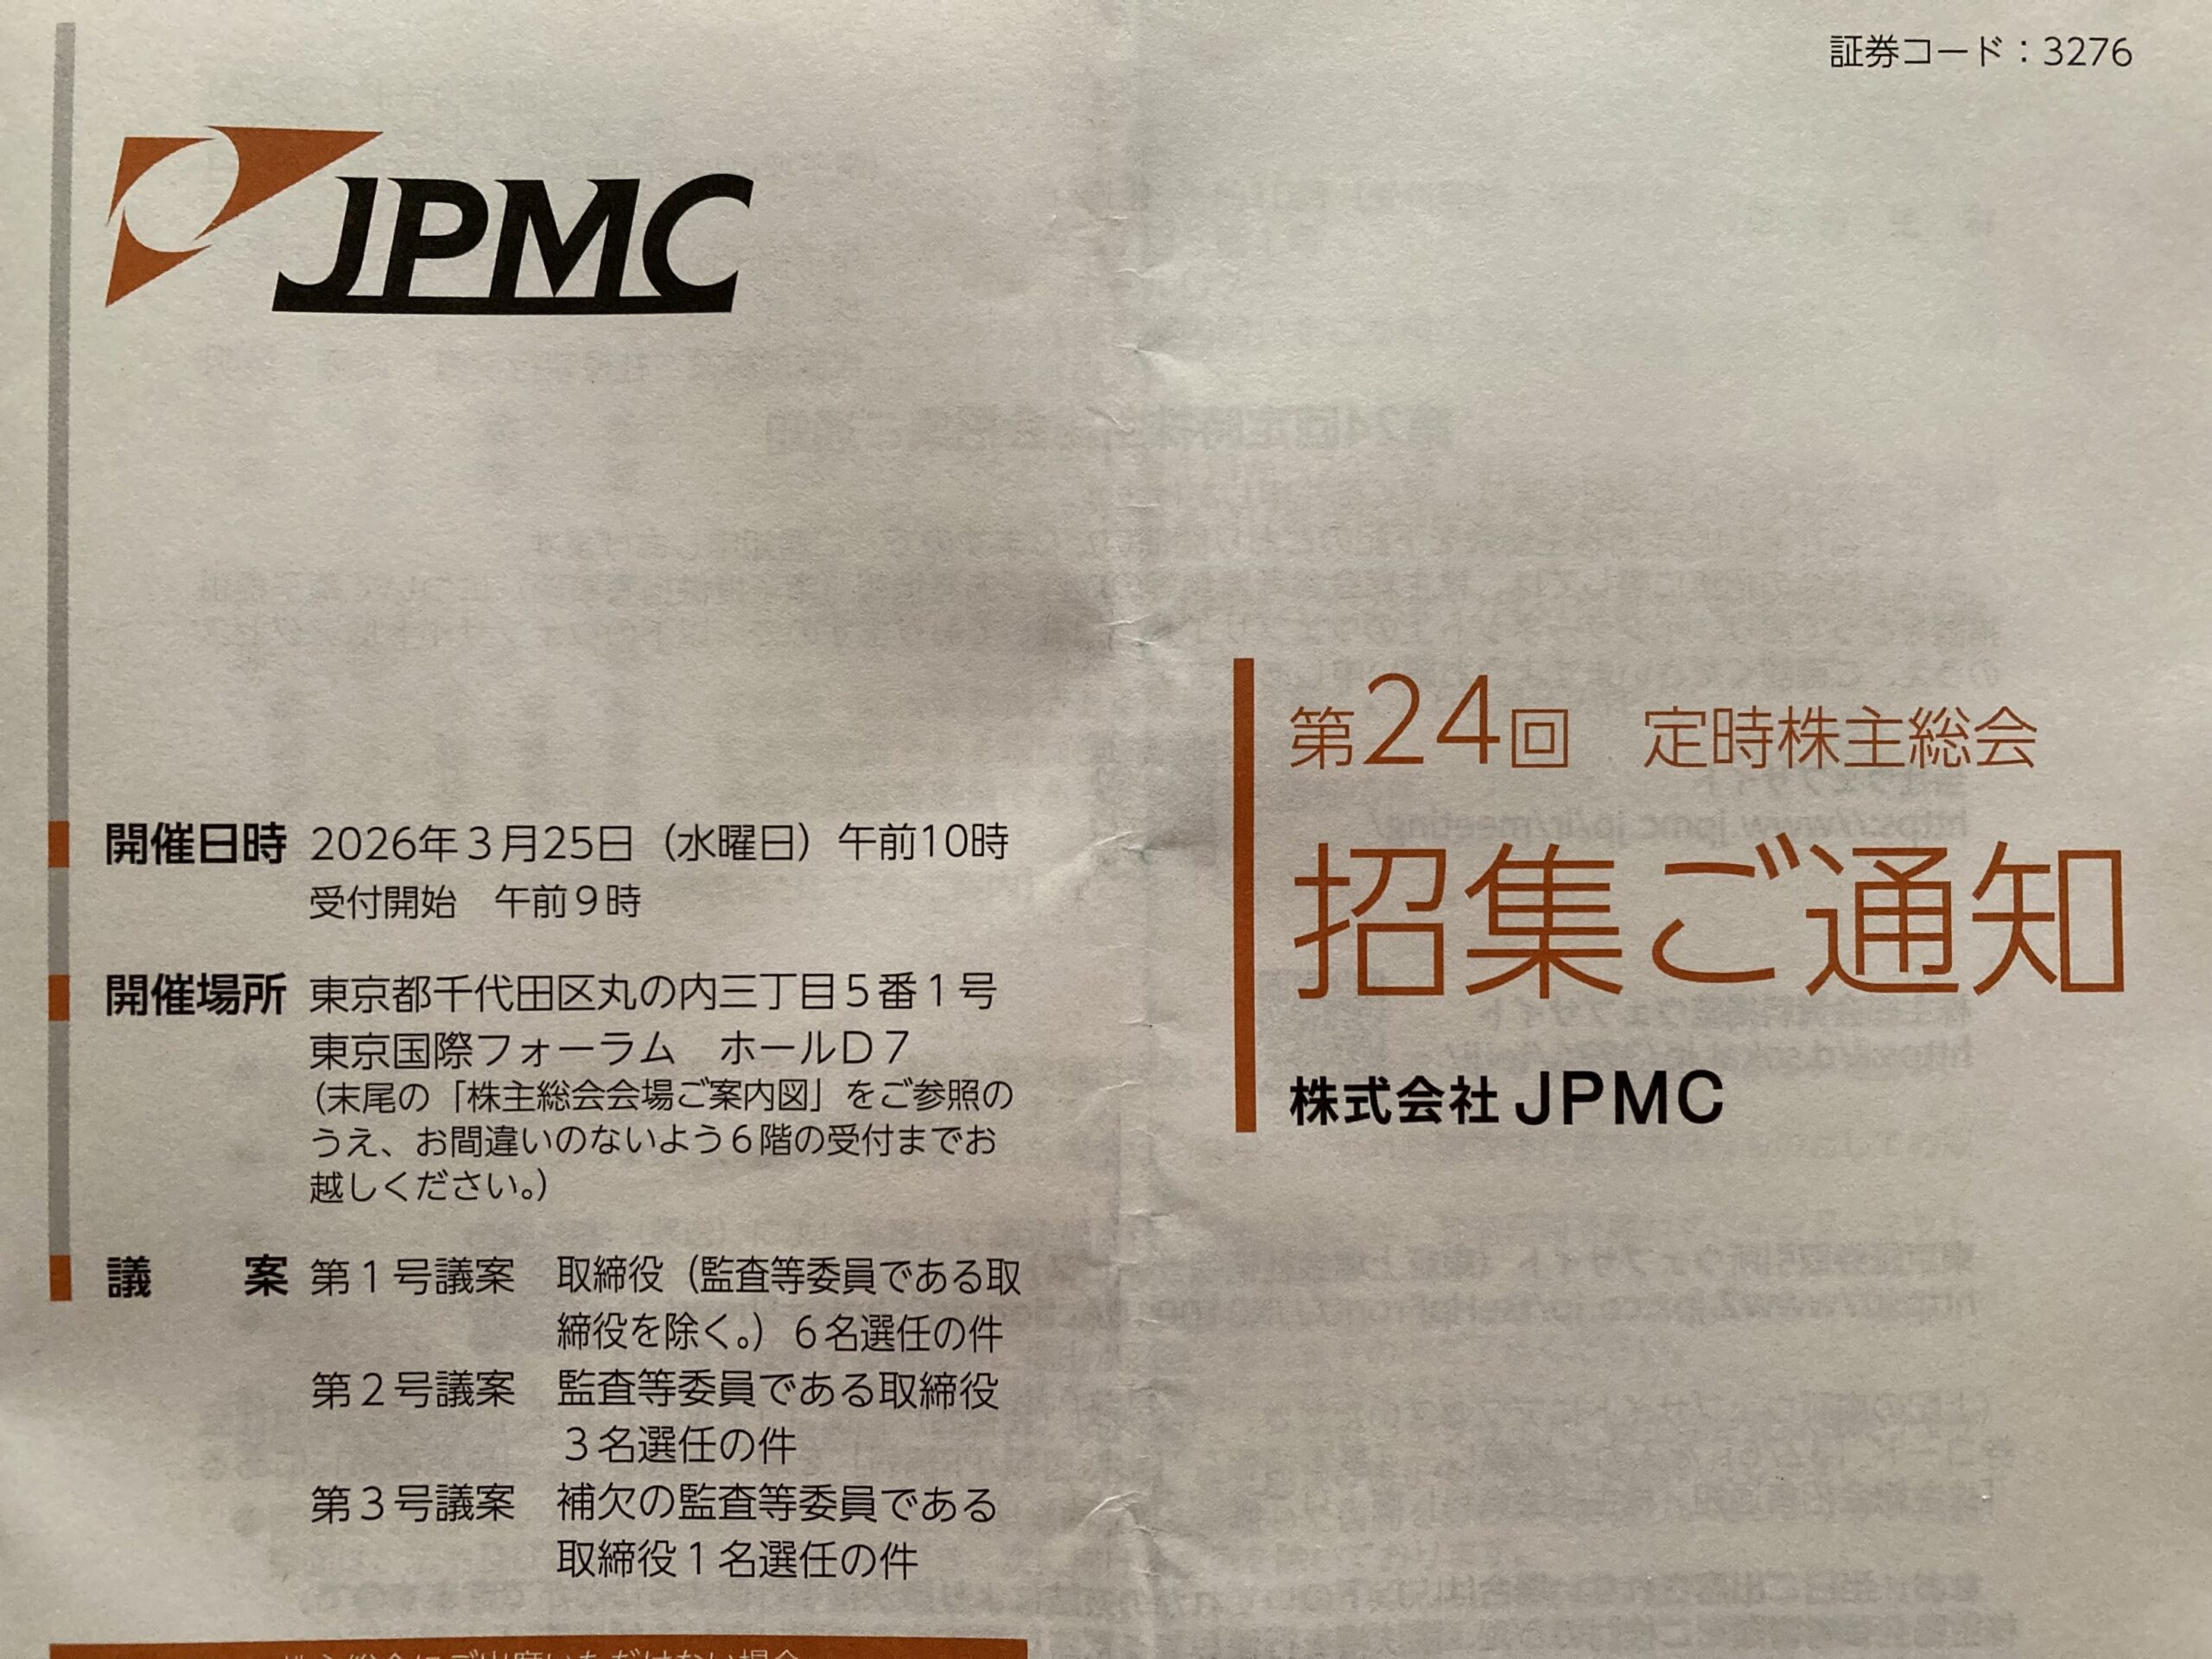 証券コード：3276
JPMC
第24回　定時株主総会
招集ご通知
株式会社 JPMC
開催日時　2026年３月25日（水曜日）午前10時
受付開始　午前９時
開催場所　東京都千代田区丸の内三丁目５番１号
東京国際フォーラム　ホールＤ７
（末尾の「株主総会会場ご案内図」をご参照の
うえ、お間違いのないよう６階の受付までお
越しください。）
議　　案　第１号議案　取締役（監査等委員である取
締役を除く。）６名選任の件
第２号議案　監査等委員である取締役
３名選任の件
第３号議案　補欠の監査等委員である
取締役１名選任の件